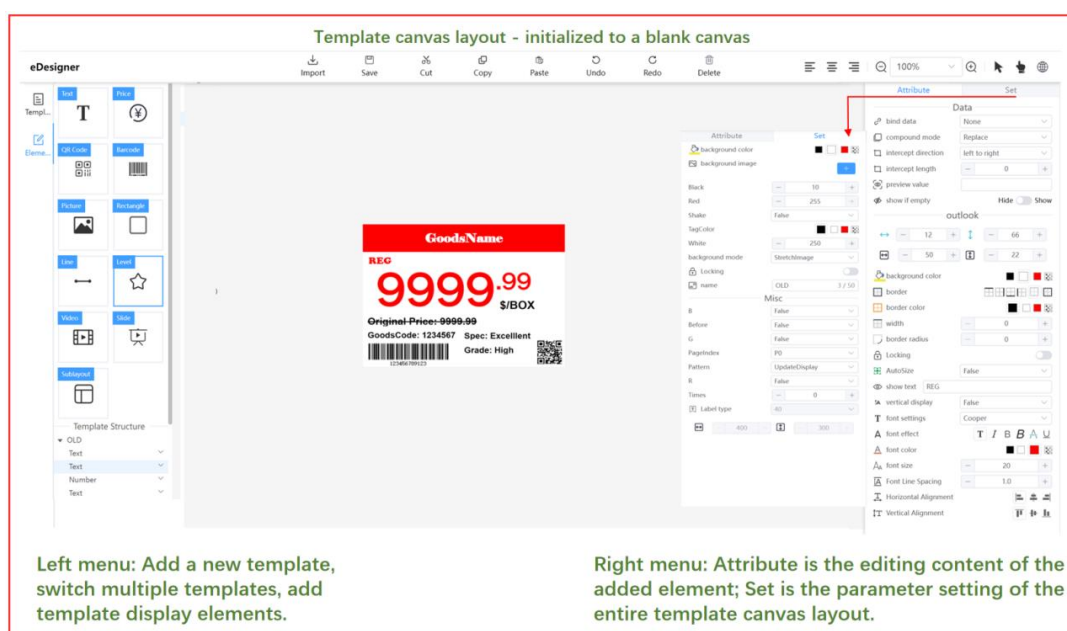 Template canvas layout - initialized to a blank canvas
eDesigner
Import Save Cut Copy Paste Undo Redo Delete
100%
Templ...
Eleme...
Text Price
QR Code Barcode
Picture Rectangle
Line Level
Video Slide
Sublayout
Template Structure
OLD
Text
Text
Number
Text
GoodsName
REG
9999.99
$/BOX
Original Price: 9999.99
GoodsCode: 1234567 Spec: Excelllent
Grade: High
123456789123
Attribute Set
background color
background image
Black 10
Red 255
Shake False
TagColor
White 250
background mode StretchImage
Locking
name OLD 3 / 50
Misc
B False
Before False
G False
PageIndex P0
Pattern UpdateDisplay
R False
Times 0
Label type 40
400 300
Attribute Set
Data
bind data None
compound mode Replace
intercept direction left to right
intercept length 0
preview value
show if empty Hide Show
outlook
12 66
50 22
background color
border
border color
width 0
border radius 0
Locking
AutoSize False
show text REG
vertical display False
font settings Cooper
font effect T I B B A U
font color
font size 20
Font Line Spacing 1.0
Horizontal Alignment
Vertical Alignment
Left menu: Add a new template,
switch multiple templates, add
template display elements.
Right menu: Attribute is the editing content of the
added element; Set is the parameter setting of the
entire template canvas layout.